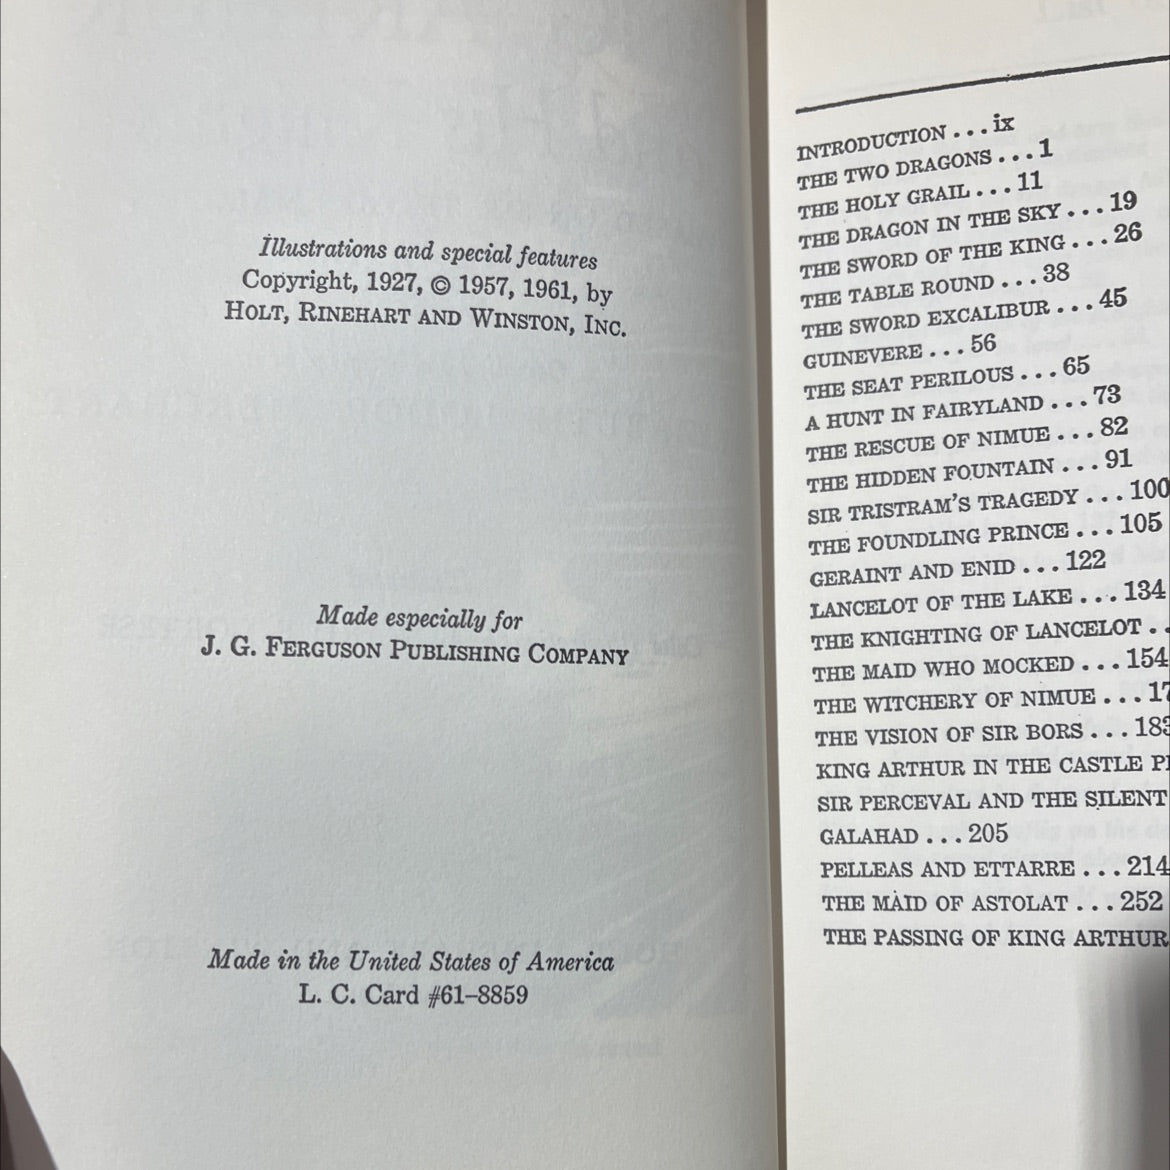 Illustrations and special features
Copyright, 1927, © 1957, 1961, by
HOLT, RINEHART AND WINSTON, INC.
Made especially for
J. G. FERGUSON PUBLISHING COMPANY
Made in the United States of America
L. C. Card #61–8859
INTRODUCTION . . . ix
THE TWO DRAGONS . . . 1
THE HOLY GRAIL . . . 11
THE DRAGON IN THE SKY . . . 19
THE SWORD OF THE KING . . . 26
THE TABLE ROUND . . . 38
THE SWORD EXCALIBUR . . . 45
GUINEVERE . . . 56
THE SEAT PERILOUS . . . 65
A HUNT IN FAIRYLAND . . . 73
THE RESCUE OF NIMUE . . . 82
THE HIDDEN FOUNTAIN . . . 91
SIR TRISTRAM'S TRAGEDY . . . 100
THE FOUNDLING PRINCE . . . 105
GERAINT AND ENID . . . 122
LANCELOT OF THE LAKE . . . 134
THE KNIGHTING OF LANCELOT . .
THE MAID WHO MOCKED . . . 154
THE WITCHERY OF NIMUE . . . 17
THE VISION OF SIR BORS . . . 183
KING ARTHUR IN THE CASTLE
SIR PERCEVAL AND THE SILENT
GALAHAD . . . 205
PELLEAS AND ETTARRE . . . 214
THE MAID OF ASTOLAT . . . 252
THE PASSING OF KING ARTHUR